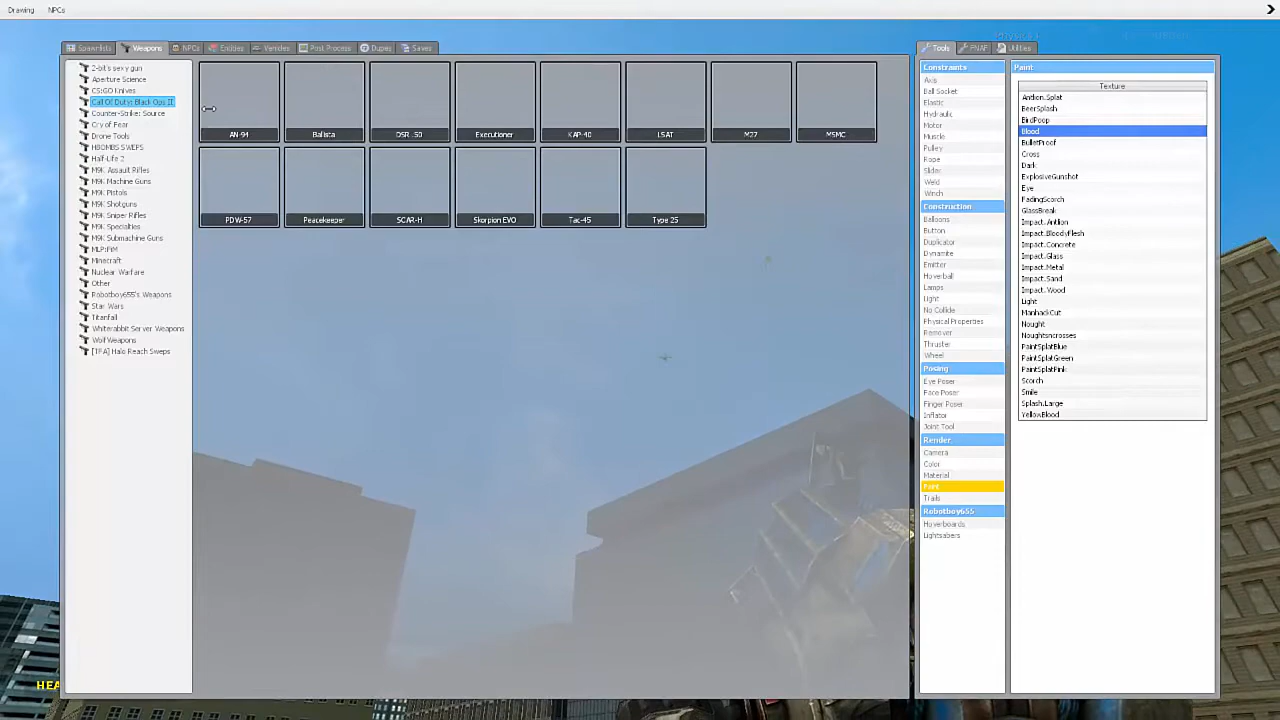 Drawing NPCs
Spawnlists Weapons NPCs Entities Vehicles Post Process Dupes Saves
2-bit's sexy gun
Aperture Science
CS:GO Knives
Call Of Duty: Black Ops II
Counter-Strike: Source
Cry of Fear
Drone Tools
HBOMBS SWEPS
Half-Life 2
M9K Assault Rifles
M9K Machine Guns
M9K Pistols
M9K Shotguns
M9K Sniper Rifles
M9K Specialties
M9K Submachine Guns
MLP:FiM
Minecraft
Nuclear Warfare
Other
Robotboy655's Weapons
Star Wars
Titanfall
Whiterabbit Server Weapons
Wolf Weapons
[TFA] Halo Reach Sweps
AN-94 Ballista DSR .50 Executioner KAP-40 LSAT M27 MSMC
PDW-57 Peacekeeper SCAR-H Skorpion EVO Tac-45 Type 25
Tools FNAF Utilities
Constraints
Axis
Ball Socket
Elastic
Hydraulic
Motor
Muscle
Pulley
Rope
Slider
Weld
Winch
Construction
Balloons
Button
Duplicator
Dynamite
Emitter
Hoverball
Lamps
Light
No Collide
Physical Properties
Remover
Thruster
Wheel
Posing
Eye Poser
Face Poser
Finger Poser
Inflator
Joint Tool
Render
Camera
Color
Material
Paint
Trails
Robotboy655
Hoverboards
Lightsabers
Paint
Texture
Antlion.Splat
BeerSplash
BirdPoop
Blood
BulletProof
Cross
Dark
ExplosiveGunshot
Eye
FadingScorch
GlassBreak
Impact.Antlion
Impact.BloodyFlesh
Impact.Concrete
Impact.Glass
Impact.Metal
Impact.Sand
Impact.Wood
Light
ManhackCut
Nought
Noughtsncrosses
PaintSplatBlue
PaintSplatGreen
PaintSplatPink
Scorch
Smile
Splash.Large
YellowBlood
HEA